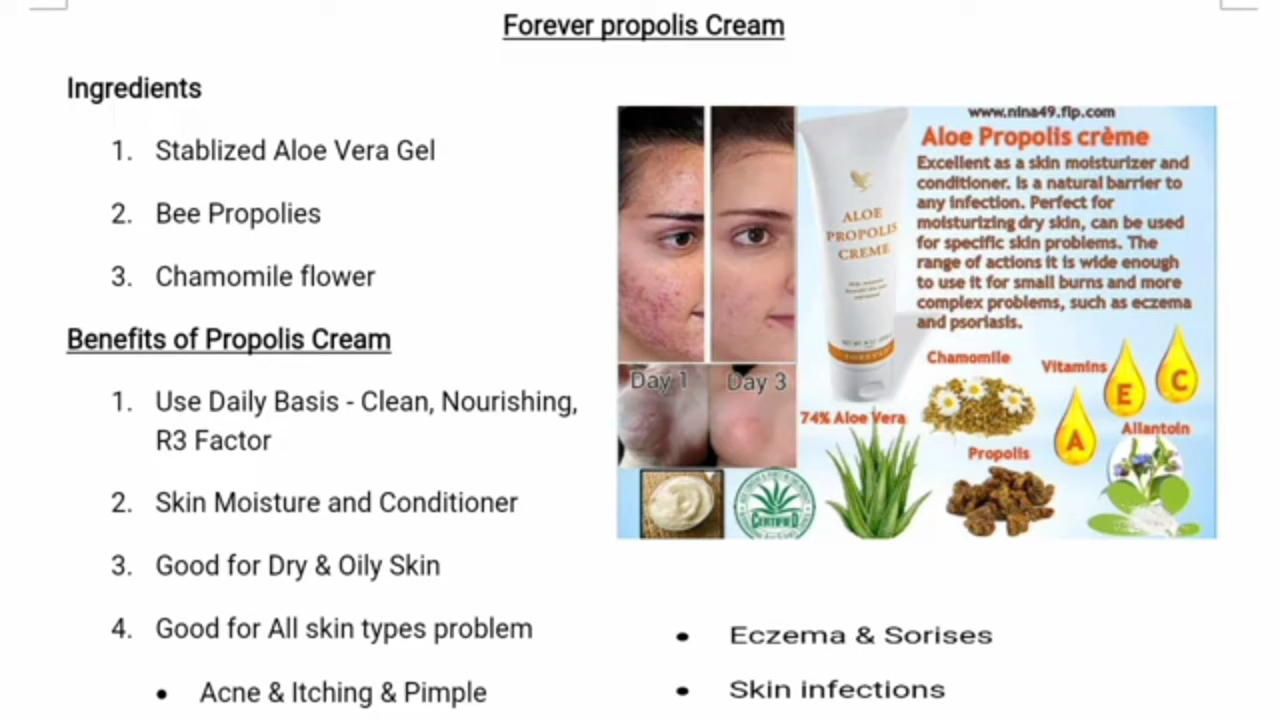 Forever propolis Cream
Ingredients
1. Stablized Aloe Vera Gel
2. Bee Propolies
3. Chamomile flower
Benefits of Propolis Cream
1. Use Daily Basis - Clean, Nourishing,
R3 Factor
2. Skin Moisture and Conditioner
3. Good for Dry & Oily Skin
4. Good for All skin types problem
• Acne & Itching & Pimple
www.nina49.flp.com
Aloe Propolis crème
Excellent as a skin moisturizer and
conditioner. Is a natural barrier to
any infection. Perfect for
moisturizing dry skin, can be used
for specific skin problems. The
range of actions it is wide enough
to use it for small burns and more
complex problems, such as eczema
and psoriasis.
ALOE
PROPOLIS
CREME
FOREVER
Day 1
Day 3
74% Aloe Vera
Chamomile
Vitamins
E
C
A
Allantoin
Propolis
CERTIFIED
• Eczema & Sorises
• Skin infections